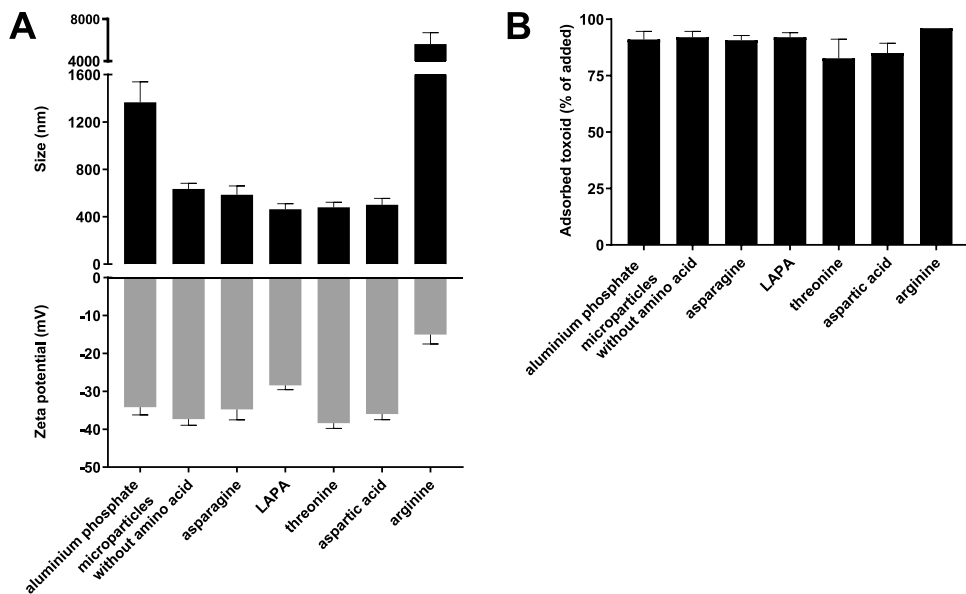 A
8000
4000
1600
1200
800
400
0
Size (nm)
0
-10
-20
-30
-40
-50
Zeta potential (mV)
aluminium phosphate
microparticles
without amino acid
asparagine
LAPA
threonine
aspartic acid
arginine
B
100
75
50
25
0
Adsorbed toxoid (% of added)
aluminium phosphate
microparticles
without amino acid
asparagine
LAPA
threonine
aspartic acid
arginine